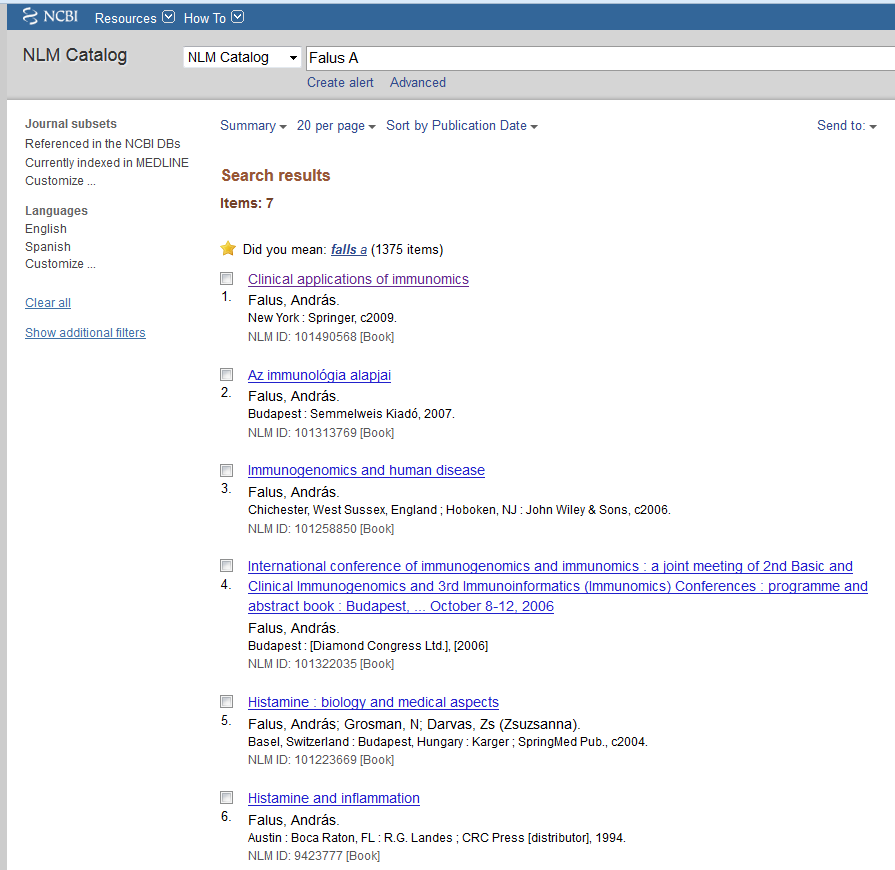 NCBI Resources How To
NLM Catalog NLM Catalog Falus A
Create alert Advanced
Journal subsets
Referenced in the NCBI DBs
Currently indexed in MEDLINE
Customize ...
Languages
English
Spanish
Customize ...
Clear all
Show additional filters
Summary 20 per page Sort by Publication Date Send to:
Search results
Items: 7
Did you mean: falls a (1375 items)
Clinical applications of immunomics
1. Falus, András.
New York : Springer, c2009.
NLM ID: 101490568 [Book]
Az immunológia alapjai
2. Falus, András.
Budapest : Semmelweis Kiadó, 2007.
NLM ID: 101313769 [Book]
Immunogenomics and human disease
3. Falus, András.
Chichester, West Sussex, England ; Hoboken, NJ : John Wiley & Sons, c2006.
NLM ID: 101258850 [Book]
International conference of immunogenomics and immunomics : a joint meeting of 2nd Basic and
4. Clinical Immunogenomics and 3rd Immunoinformatics (Immunomics) Conferences : programme and
abstract book : Budapest, ... October 8-12, 2006
Falus, András.
Budapest : [Diamond Congress Ltd.], [2006]
NLM ID: 101322035 [Book]
Histamine : biology and medical aspects
5. Falus, András; Grosman, N; Darvas, Zs (Zsuzsanna).
Basel, Switzerland : Budapest, Hungary : Karger ; SpringMed Pub., c2004.
NLM ID: 101223669 [Book]
Histamine and inflammation
6. Falus, András.
Austin : Boca Raton, FL : R.G. Landes ; CRC Press [distributor], 1994.
NLM ID: 9423777 [Book]